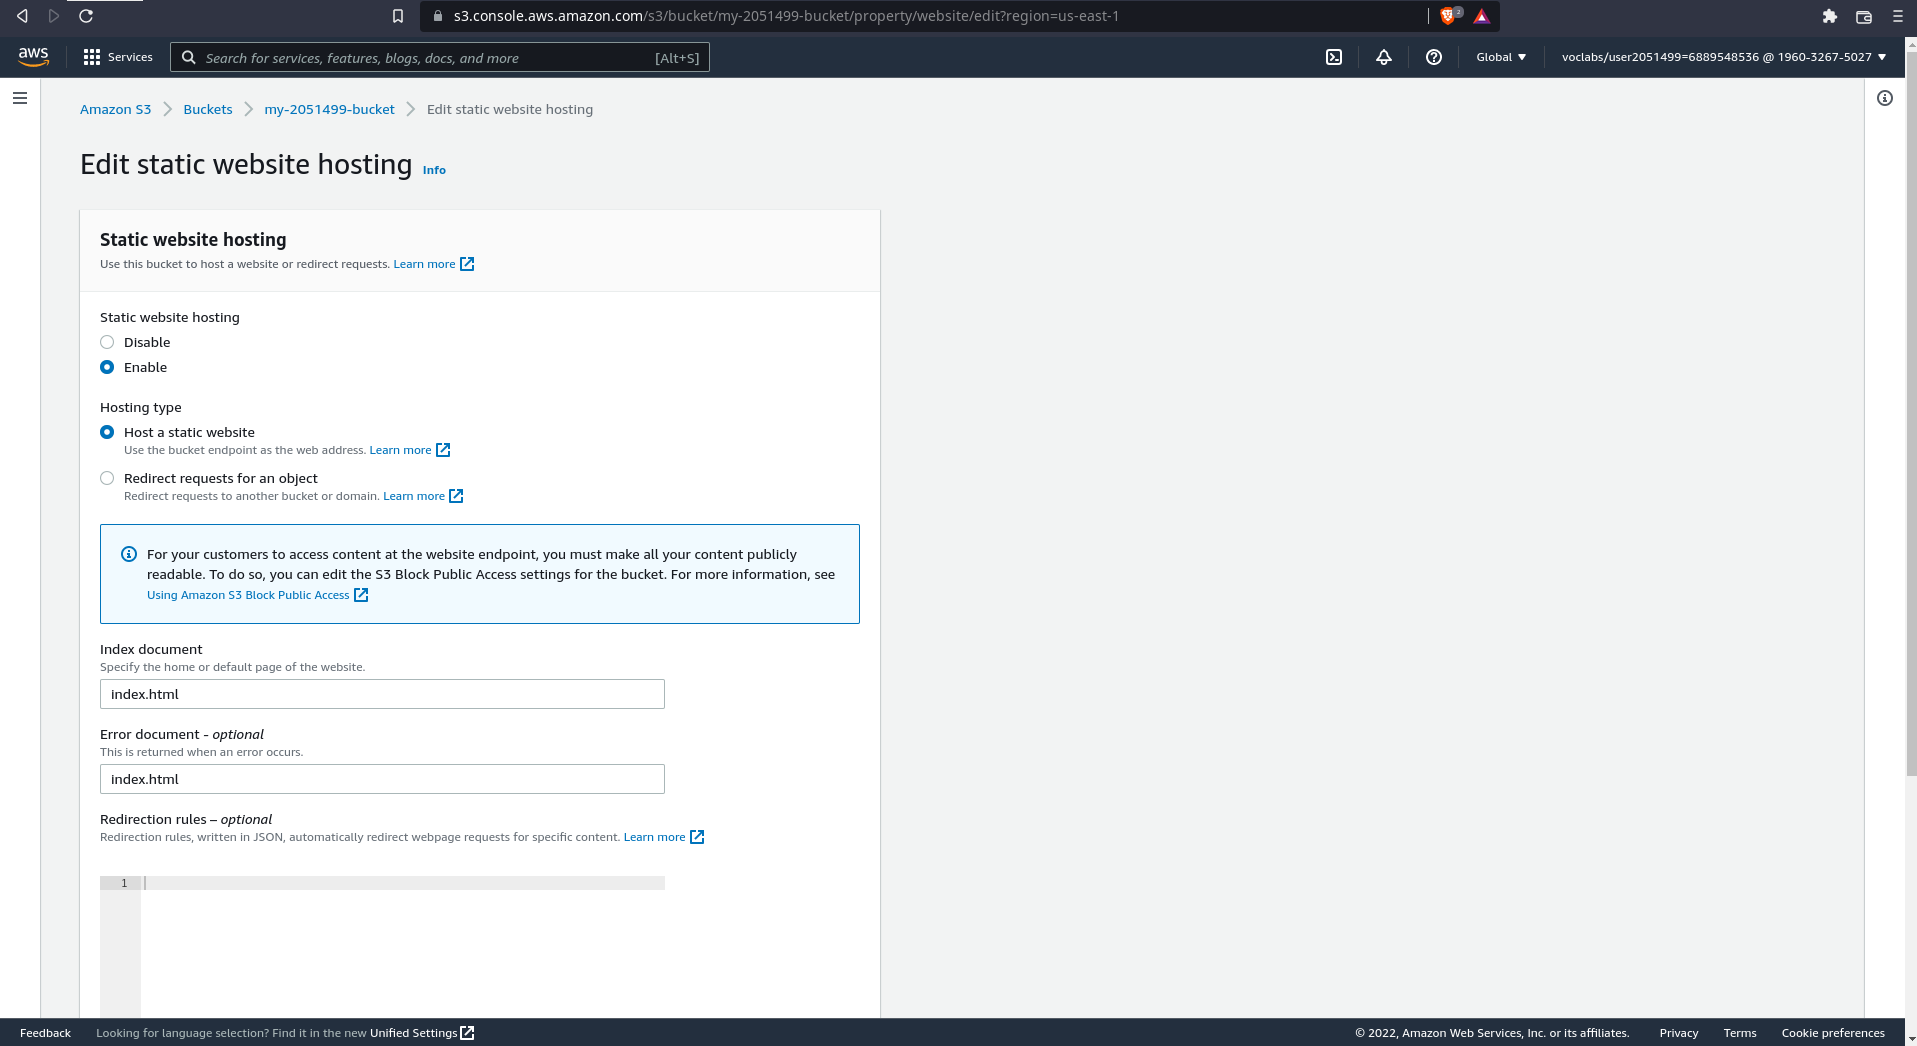 s3.console.aws.amazon.com/s3/bucket/my-2051499-bucket/property/website/edit?region=us-east-1
2
aws
Services
Search for services, features, blogs, docs, and more
[Alt+S]
Global
voclabs/user2051499=6889548536 @ 1960-3267-5027
Amazon S3
Buckets
my-2051499-bucket
Edit static website hosting
Edit static website hosting Info
Static website hosting
Use this bucket to host a website or redirect requests. Learn more
Static website hosting
Disable
Enable
Hosting type
Host a static website
Use the bucket endpoint as the web address. Learn more
Redirect requests for an object
Redirect requests to another bucket or domain. Learn more
For your customers to access content at the website endpoint, you must make all your content publicly
readable. To do so, you can edit the S3 Block Public Access settings for the bucket. For more information, see
Using Amazon S3 Block Public Access
Index document
Specify the home or default page of the website.
index.html
Error document - optional
This is returned when an error occurs.
index.html
Redirection rules – optional
Redirection rules, written in JSON, automatically redirect webpage requests for specific content. Learn more
1
Feedback
Looking for language selection? Find it in the new Unified Settings
© 2022, Amazon Web Services, Inc. or its affiliates.
Privacy
Terms
Cookie preferences